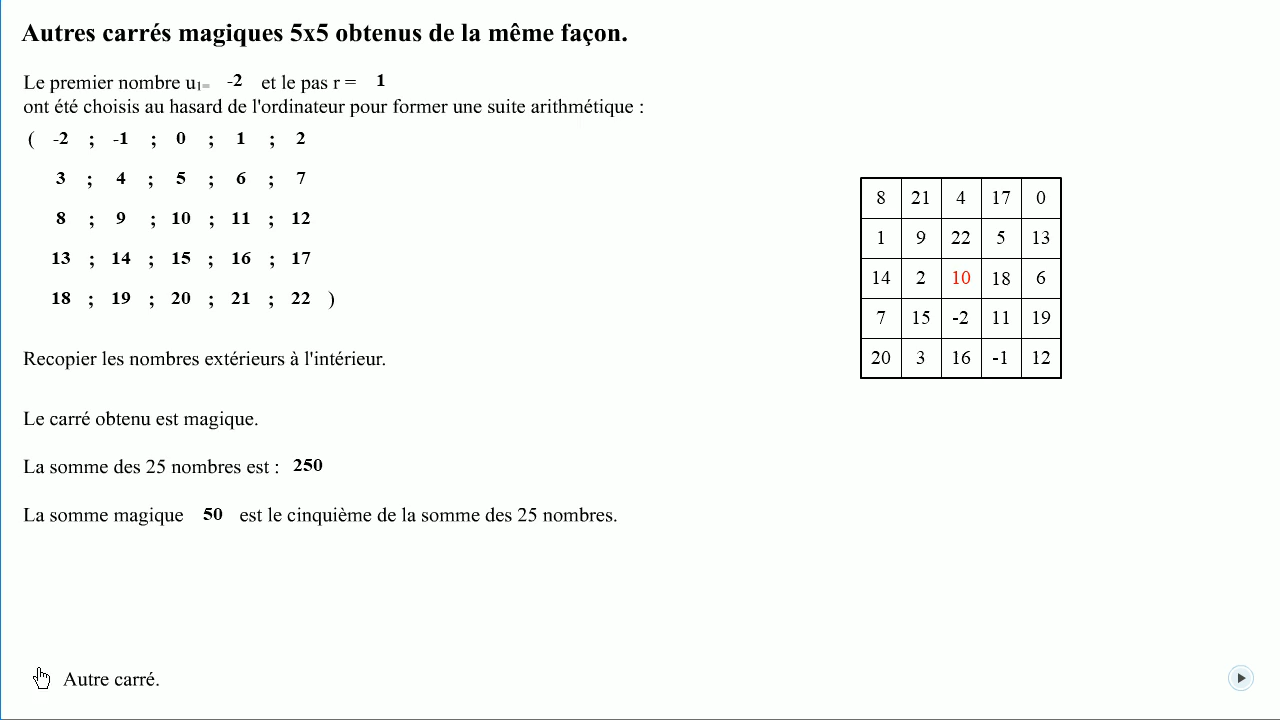 Autres carrés magiques 5x5 obtenus de la même façon.
Le premier nombre u1= -2 et le pas r = 1
ont été choisis au hasard de l'ordinateur pour former une suite arithmétique :
( -2 ; -1 ; 0 ; 1 ; 2
3 ; 4 ; 5 ; 6 ; 7
8 ; 9 ; 10 ; 11 ; 12
13 ; 14 ; 15 ; 16 ; 17
18 ; 19 ; 20 ; 21 ; 22 )
8 21 4 17 0
1 9 22 5 13
14 2 10 18 6
7 15 -2 11 19
20 3 16 -1 12
Recopier les nombres extérieurs à l'intérieur.
Le carré obtenu est magique.
La somme des 25 nombres est : 250
La somme magique 50 est le cinquième de la somme des 25 nombres.
Autre carré.